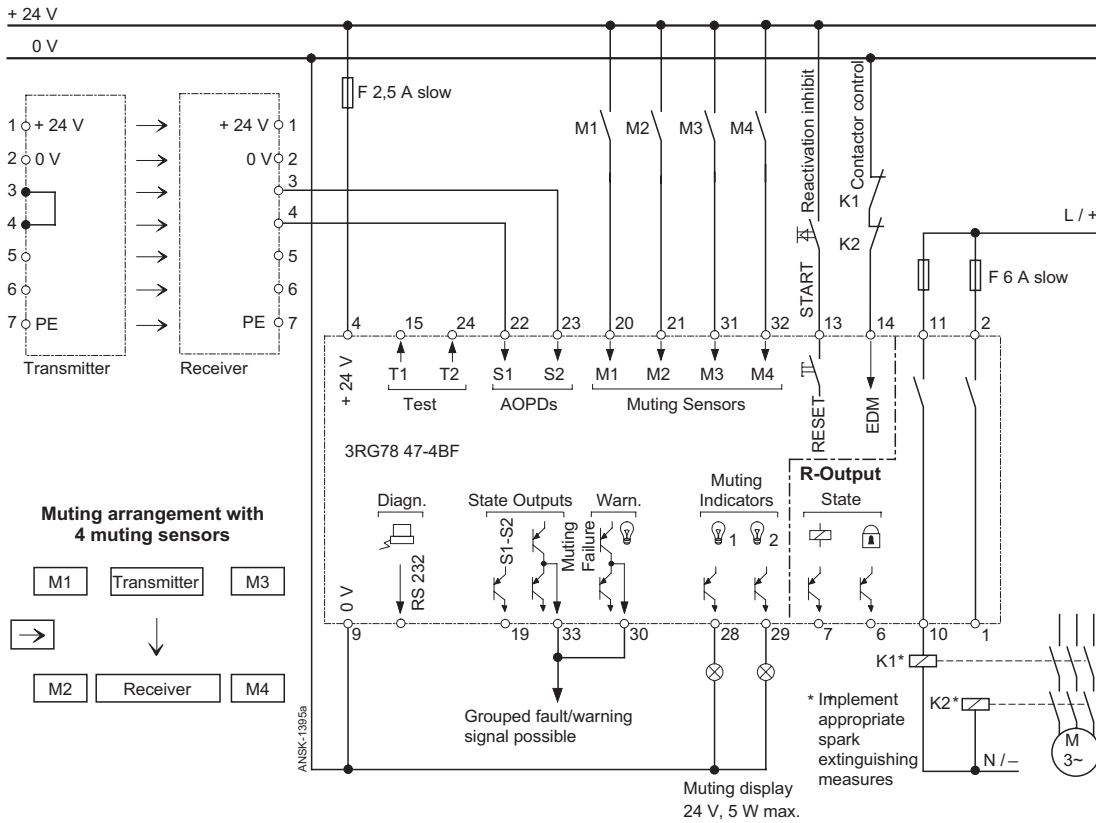 + 24 V
0 V
F 2,5 A slow
M1 M2 M3 M4
Reactivation inhibit
START
Contactor control
K1
K2
L / +
F 6 A slow
1 + 24 V
2 0 V
3
4
5
6
7 PE
Transmitter
+ 24 V 1
0 V 2
3
4
5
6
PE 7
Receiver
4 15 24 22 23 20 21 31 32 13 14 11 2
+ 24 V
T1 T2 S1 S2 M1 M2 M3 M4
Test AOPDs Muting Sensors
RESET
EDM
3RG78 47-4BF
R-Output
Diagn. State Outputs Warn.
Muting
Indicators
State
RS 232
S1-S2
Muting
Failure
1 2
0 V
9 19 33 30 28 29 7 6 10 1
Muting arrangement with
4 muting sensors
M1 Transmitter M3
M2 Receiver M4
ANSK-1395a
Grouped fault/warning
signal possible
Muting display
24 V, 5 W max.
* Implement
appropriate
spark
extinguishing
measures
K1*
K2*
N / –
M
3~